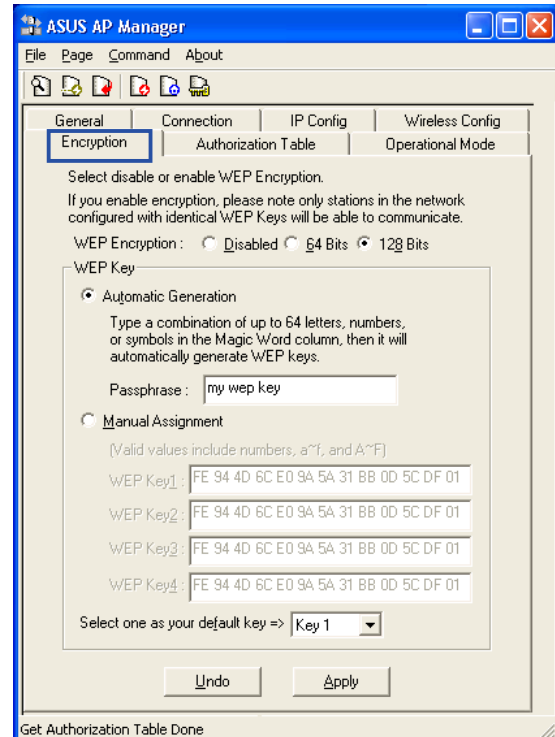 ASUS AP Manager
File Page Command About
General Connection IP Config Wireless Config
Encryption Authorization Table Operational Mode
Select disable or enable WEP Encryption.
If you enable encryption, please note only stations in the network
configured with identical WEP Keys will be able to communicate.
WEP Encryption : Disabled 64 Bits 128 Bits
WEP Key
Automatic Generation
Type a combination of up to 64 letters, numbers,
or symbols in the Magic Word column, then it will
automatically generate WEP keys.
Passphrase : my wep key
Manual Assignment
(Valid values include numbers, a~f, and A~F)
WEP Key1 : FE 94 4D 6C E0 9A 5A 31 BB 0D 5C DF 01
WEP Key2 : FE 94 4D 6C E0 9A 5A 31 BB 0D 5C DF 01
WEP Key3 : FE 94 4D 6C E0 9A 5A 31 BB 0D 5C DF 01
WEP Key4 : FE 94 4D 6C E0 9A 5A 31 BB 0D 5C DF 01
Select one as your default key => Key 1
Undo Apply
Get Authorization Table Done